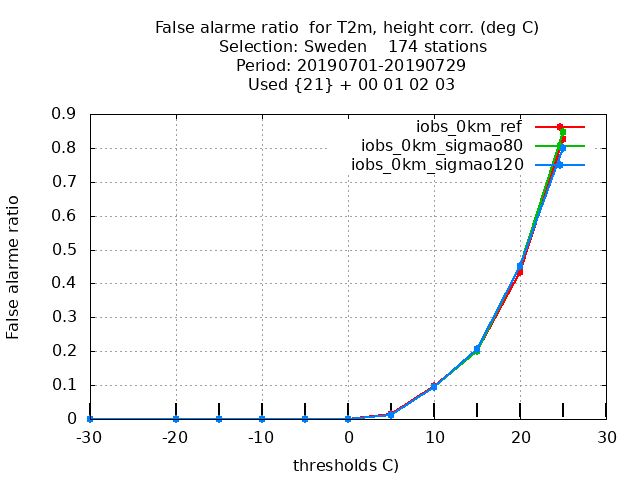 False alarme ratio  for T2m, height corr. (deg C)
Selection: Sweden    174 stations
Period: 20190701-20190729
Used {21} + 00 01 02 03
iobs_0km_ref
iobs_0km_sigmao80
iobs_0km_sigmao120
False alarme ratio
0.9
0.8
0.7
0.6
0.5
0.4
0.3
0.2
0.1
0
-30 -20 -10 0 10 20 30
thresholds C)